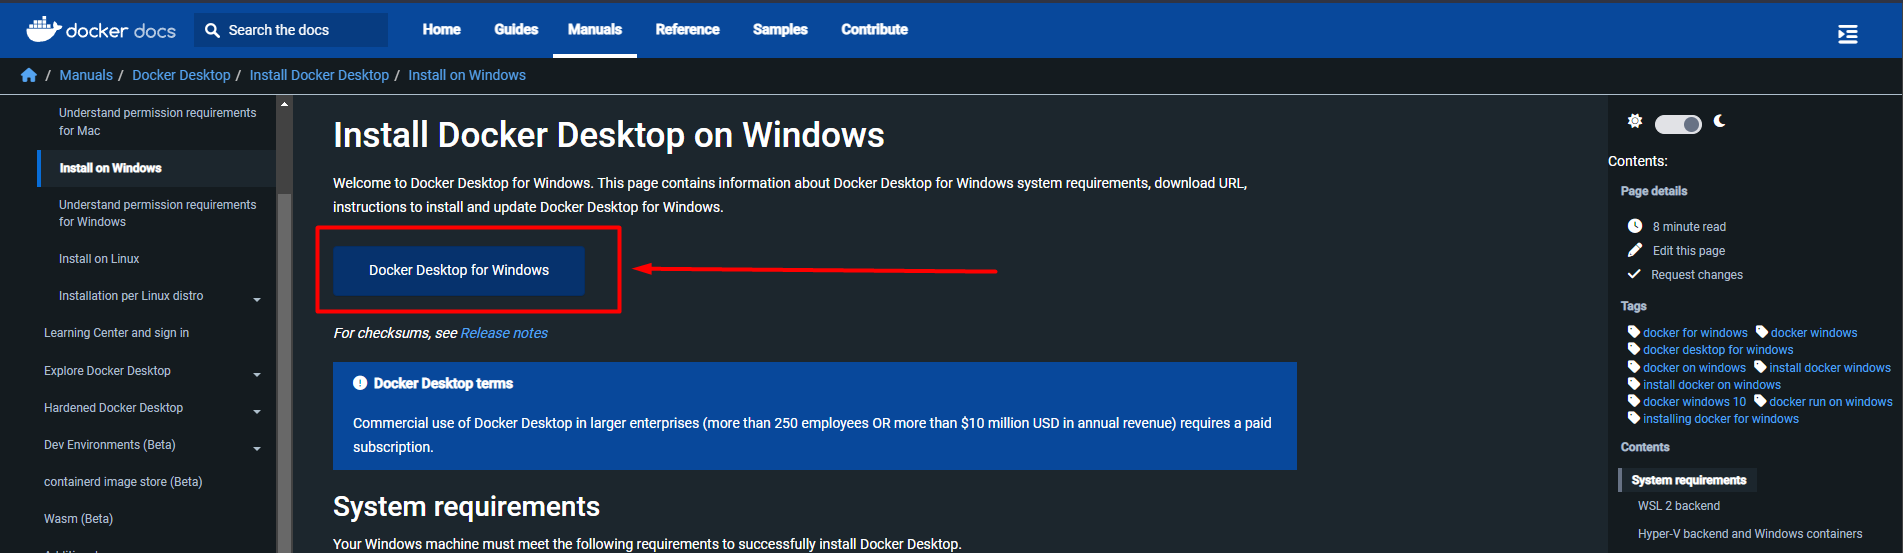 docker docs
Search the docs
Home Guides Manuals Reference Samples Contribute
/ Manuals / Docker Desktop / Install Docker Desktop / Install on Windows
Understand permission requirements
for Mac
Install on Windows
Understand permission requirements
for Windows
Install on Linux
Installation per Linux distro
Learning Center and sign in
Explore Docker Desktop
Hardened Docker Desktop
Dev Environments (Beta)
containerd image store (Beta)
Wasm (Beta)
Install Docker Desktop on Windows
Welcome to Docker Desktop for Windows. This page contains information about Docker Desktop for Windows system requirements, download URL,
instructions to install and update Docker Desktop for Windows.
Docker Desktop for Windows
For checksums, see Release notes
Docker Desktop terms
Commercial use of Docker Desktop in larger enterprises (more than 250 employees OR more than $10 million USD in annual revenue) requires a paid
subscription.
System requirements
Your Windows machine must meet the following requirements to successfully install Docker Desktop.
Contents:
Page details
8 minute read
Edit this page
Request changes
Tags
docker for windows docker windows
docker desktop for windows
docker on windows install docker windows
install docker on windows
docker windows 10 docker run on windows
installing docker for windows
Contents
System requirements
WSL 2 backend
Hyper-V backend and Windows containers